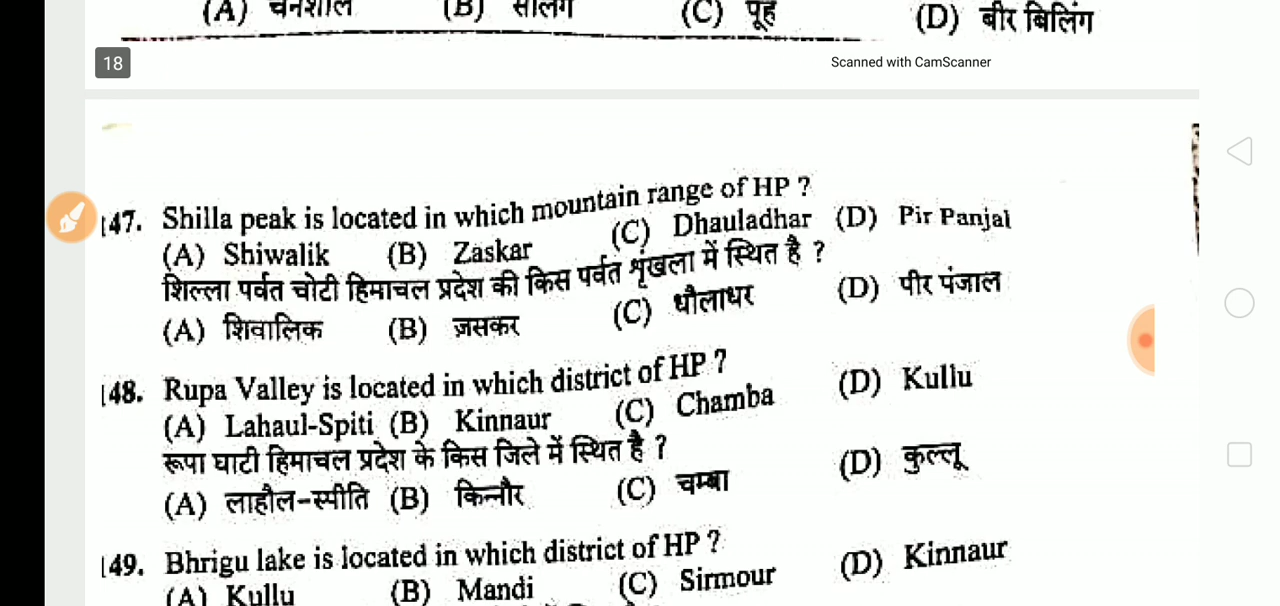 (A) चनशील (B) सोलंग (C) पूह (D) बीर बिलिंग
18
Scanned with CamScanner
147. Shilla peak is located in which mountain range of HP ?
(A) Shiwalik (B) Zaskar (C) Dhauladhar (D) Pir Panjal
शिल्ला पर्वत चोटी हिमाचल प्रदेश की किस पर्वत श्रृंखला में स्थित है ?
(A) शिवालिक (B) ज़सकर (C) धौलाधर (D) पीर पंजाल
148. Rupa Valley is located in which district of HP ?
(A) Lahaul-Spiti (B) Kinnaur (C) Chamba (D) Kullu
रूपा घाटी हिमाचल प्रदेश के किस जिले में स्थित है ?
(A) लाहौल-स्पीति (B) किन्नौर (C) चम्बा (D) कुल्लू
149. Bhrigu lake is located in which district of HP ?
(A) Kullu (B) Mandi (C) Sirmour (D) Kinnaur